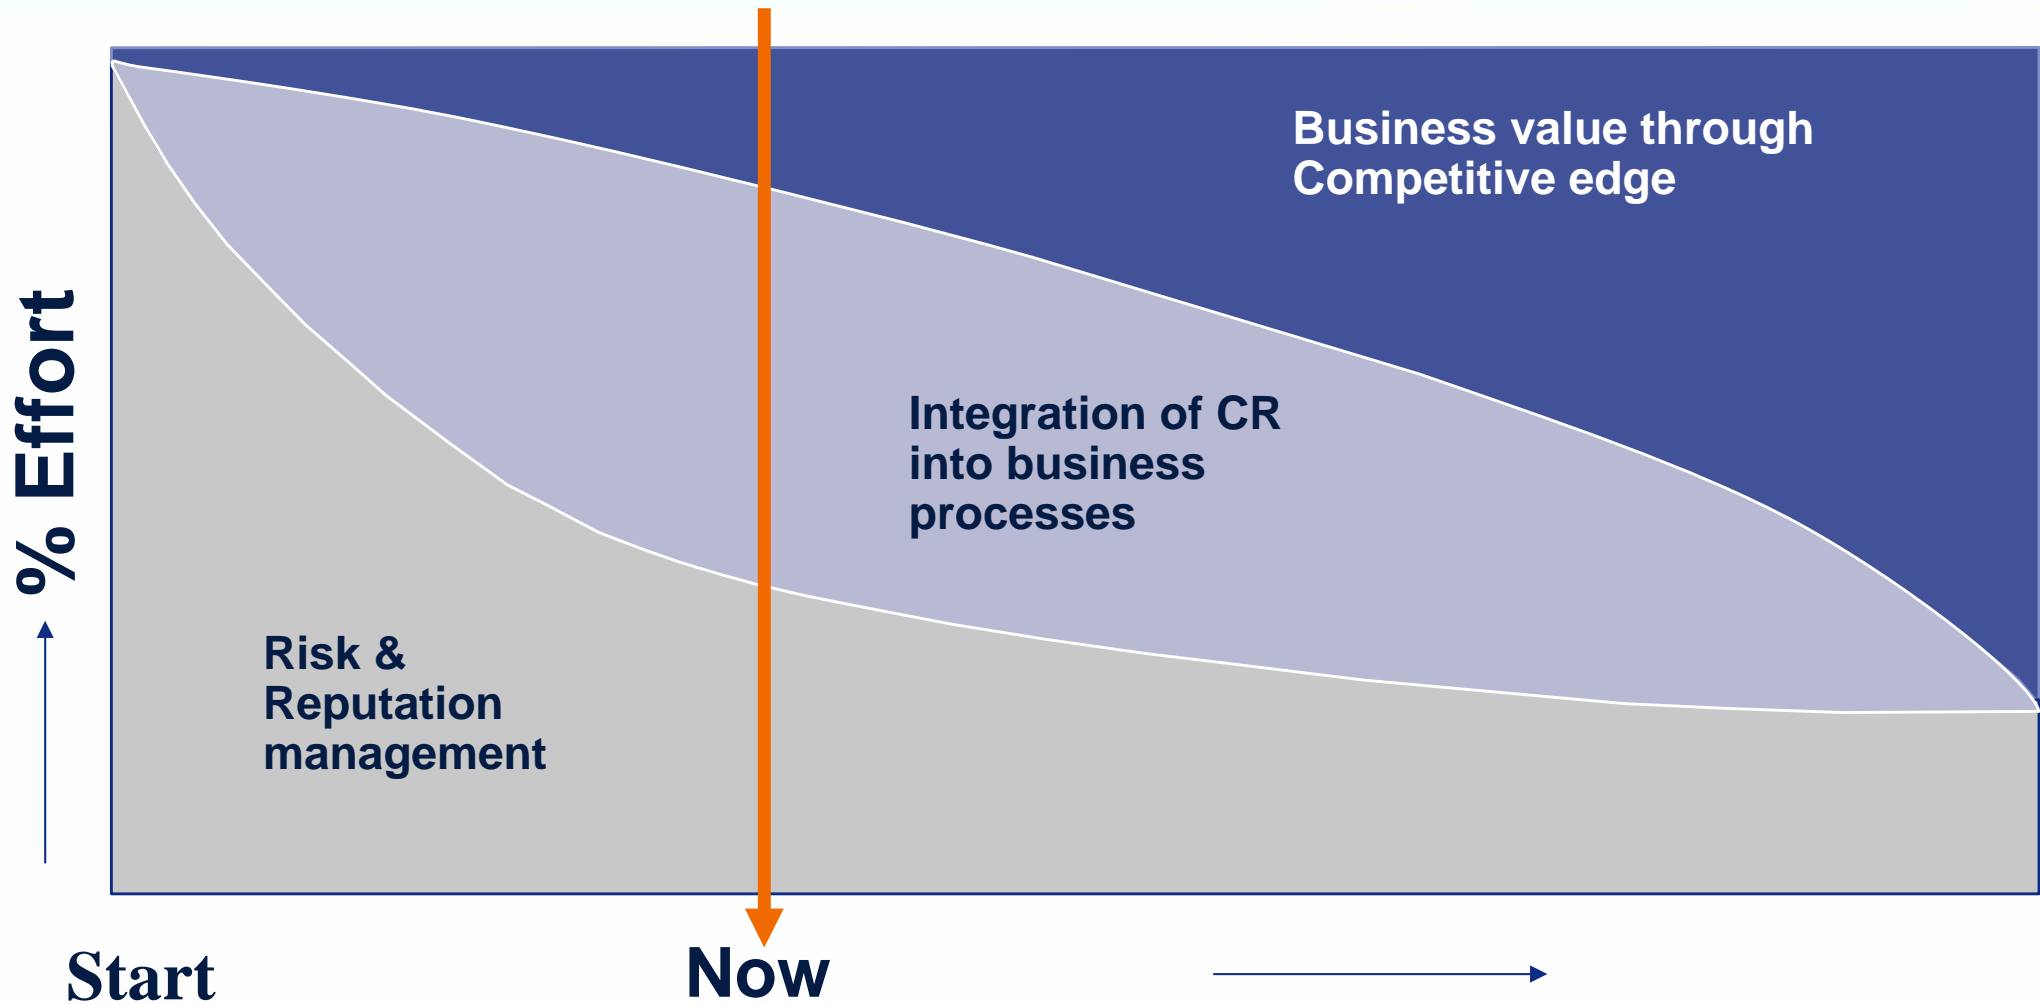 Business value through
Competitive edge
% Effort
Integration of CR
into business
processes
Risk &
Reputation
management
Start
Now